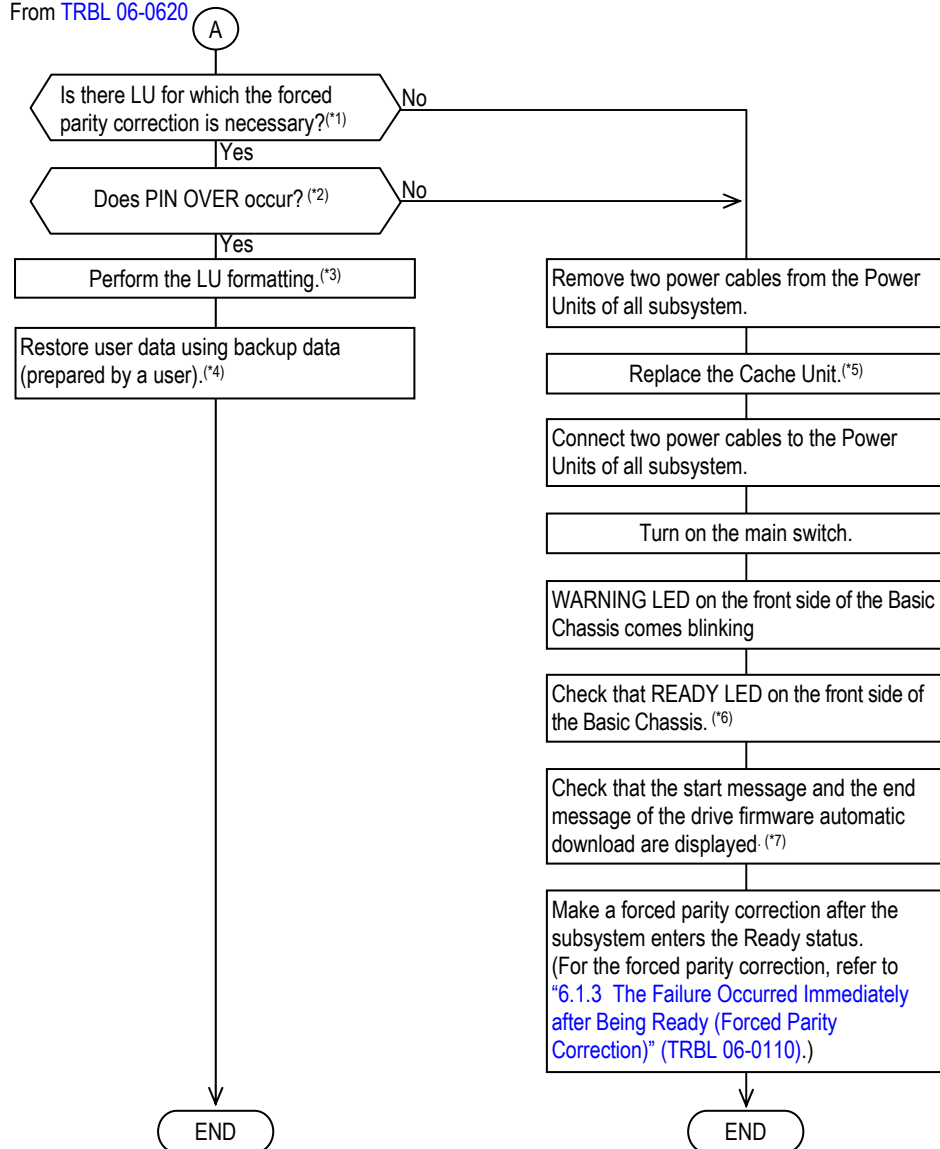 From TRBL 06-0620
A
Is there LU for which the forced
parity correction is necessary?(*1)
No
Yes
Does PIN OVER occur? (*2)
No
Yes
Perform the LU formatting.(*3)
Restore user data using backup data
(prepared by a user).(*4)
END
Remove two power cables from the Power
Units of all subsystem.
Replace the Cache Unit.(*5)
Connect two power cables to the Power
Units of all subsystem.
Turn on the main switch.
WARNING LED on the front side of the Basic
Chassis comes blinking
Check that READY LED on the front side of
the Basic Chassis. (*6)
Check that the start message and the end
message of the drive firmware automatic
download are displayed. (*7)
Make a forced parity correction after the
subsystem enters the Ready status.
(For the forced parity correction, refer to
“6.1.3 The Failure Occurred Immediately
after Being Ready (Forced Parity
Correction)” (TRBL 06-0110).)
END